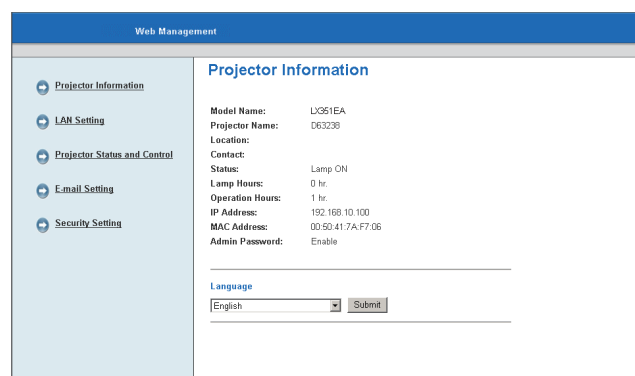 Web Management
Projector Information
LAN Setting
Projector Status and Control
E-mail Setting
Security Setting
Projector Information
Model Name: LX351EA
Projector Name: D63238
Location:
Contact:
Status: Lamp ON
Lamp Hours: 0 hr.
Operation Hours: 1 hr.
IP Address: 192.168.10.100
MAC Address: 00:50:41:7A:F7:06
Admin Password: Enable
Language
English Submit